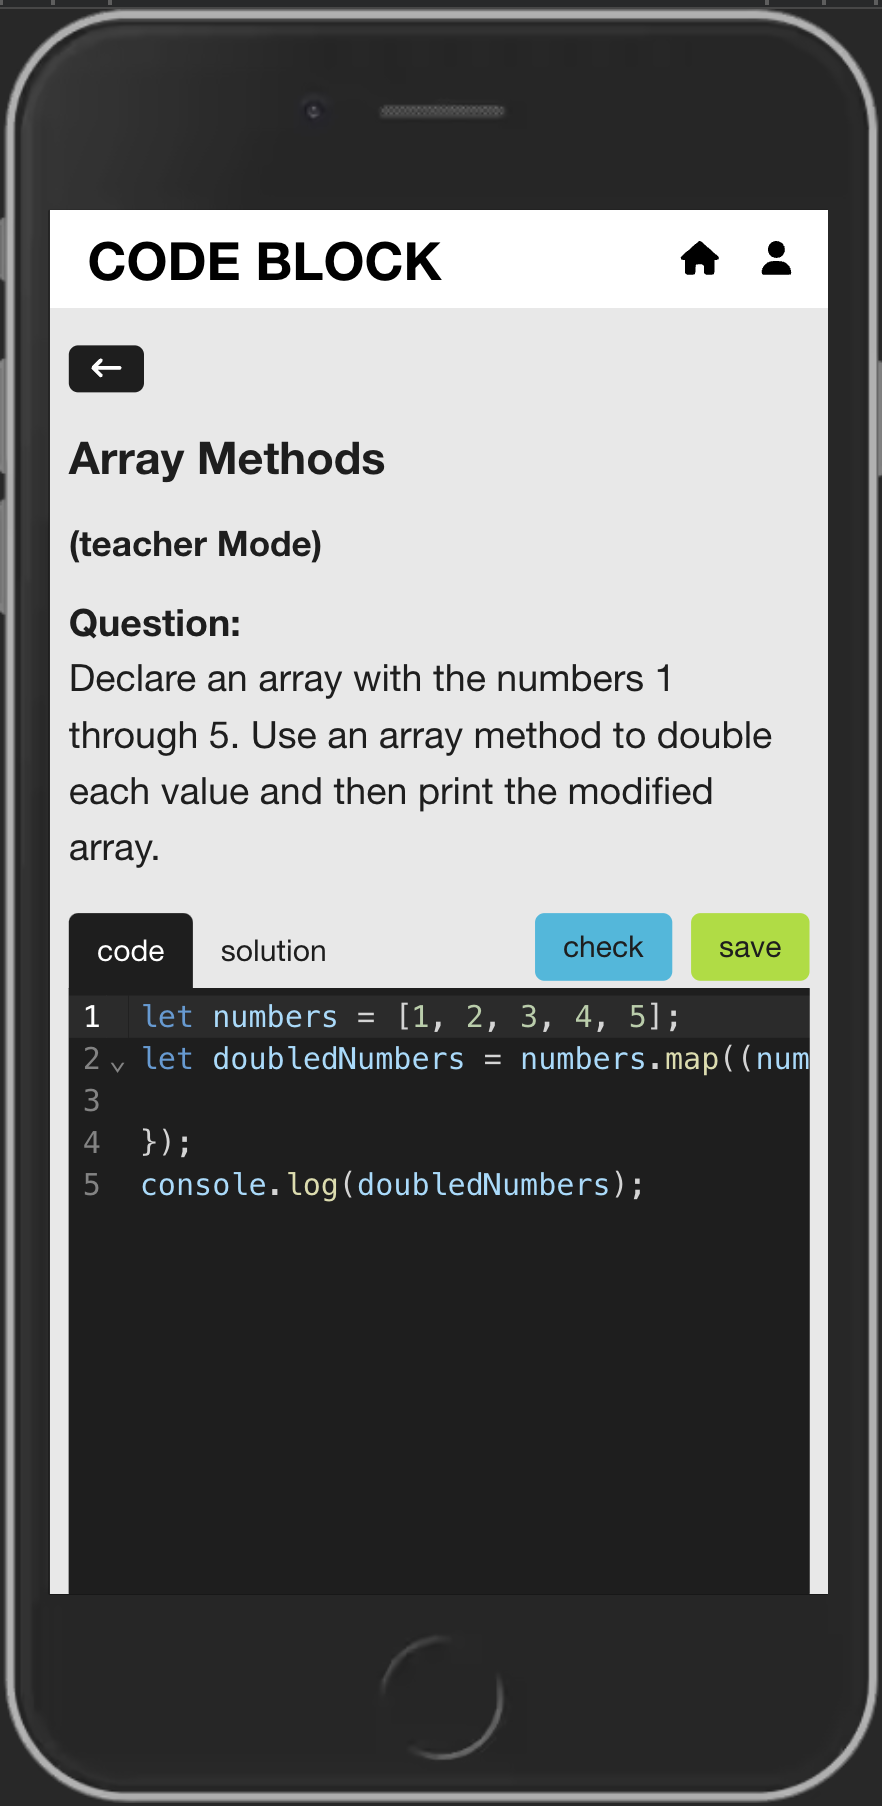 CODE BLOCK
Array Methods
(teacher Mode)
Question:
Declare an array with the numbers 1
through 5. Use an array method to double
each value and then print the modified
array.
code solution check save
1 let numbers = [1, 2, 3, 4, 5];
2 let doubledNumbers = numbers.map((num
3
4 });
5 console.log(doubledNumbers);